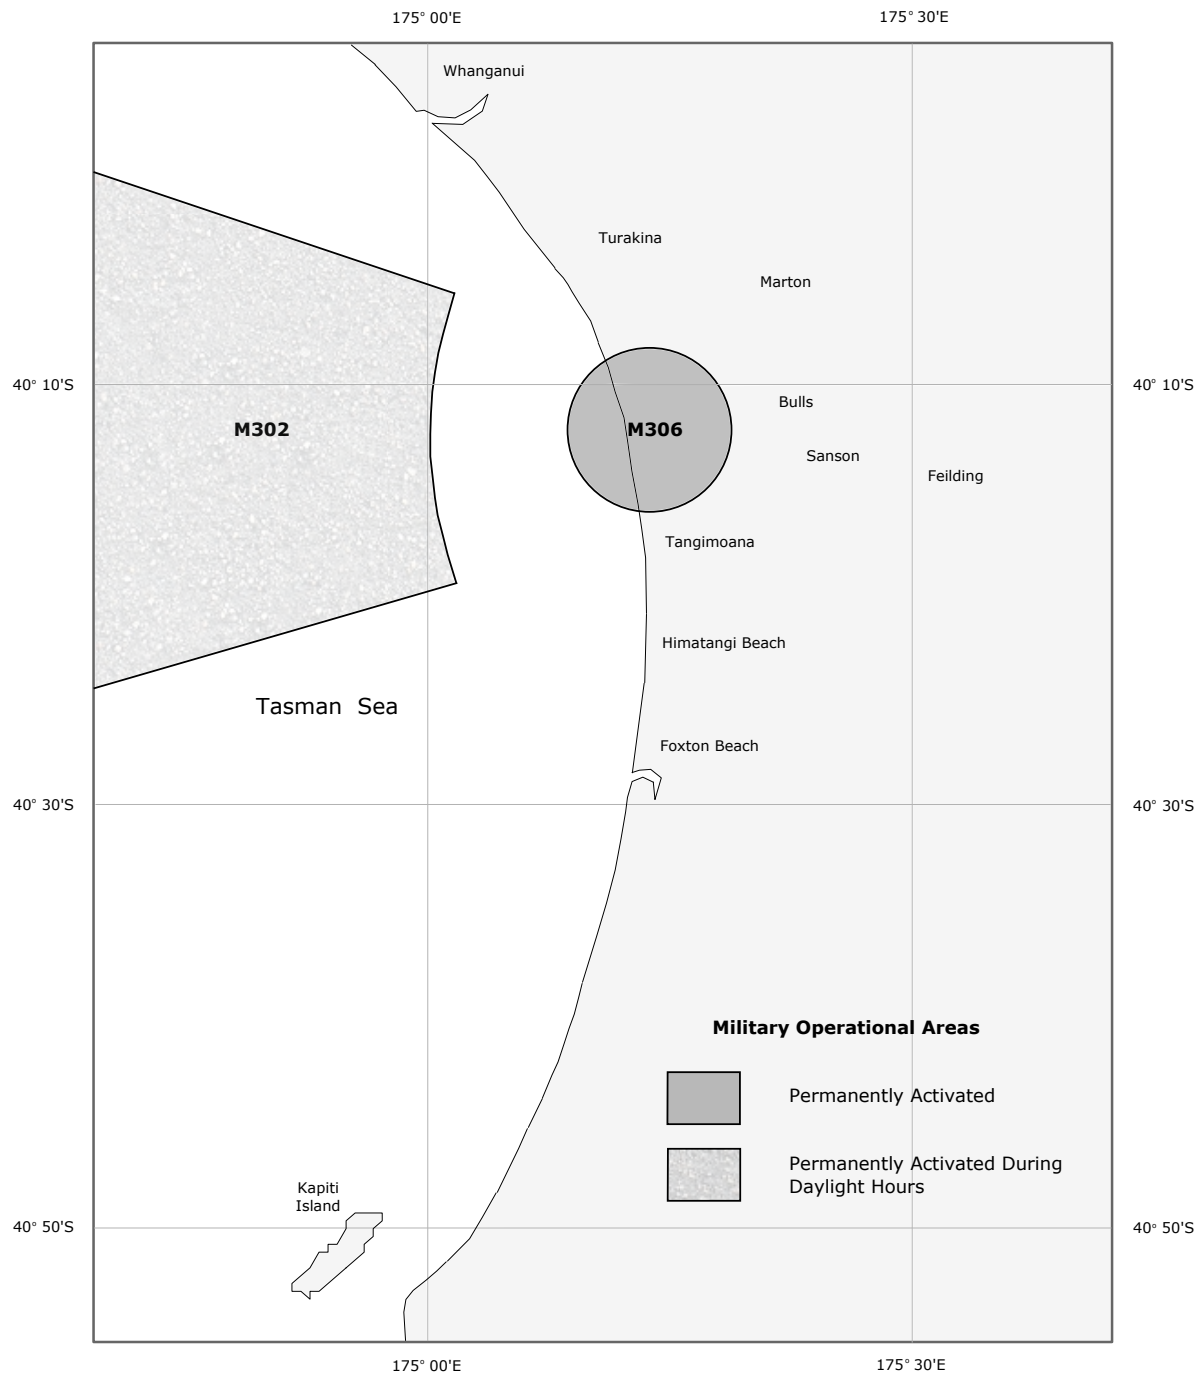 175° 00'E
175° 30'E
Whanganui
Turakina
Marton
40° 10'S
40° 10'S
Bulls
M302
M306
Sanson
Feilding
Tangimoana
Himatangi Beach
Tasman Sea
Foxton Beach
40° 30'S
40° 30'S
Military Operational Areas
Permanently Activated
Permanently Activated During
Daylight Hours
Kapiti
Island
40° 50'S
40° 50'S
175° 00'E
175° 30'E